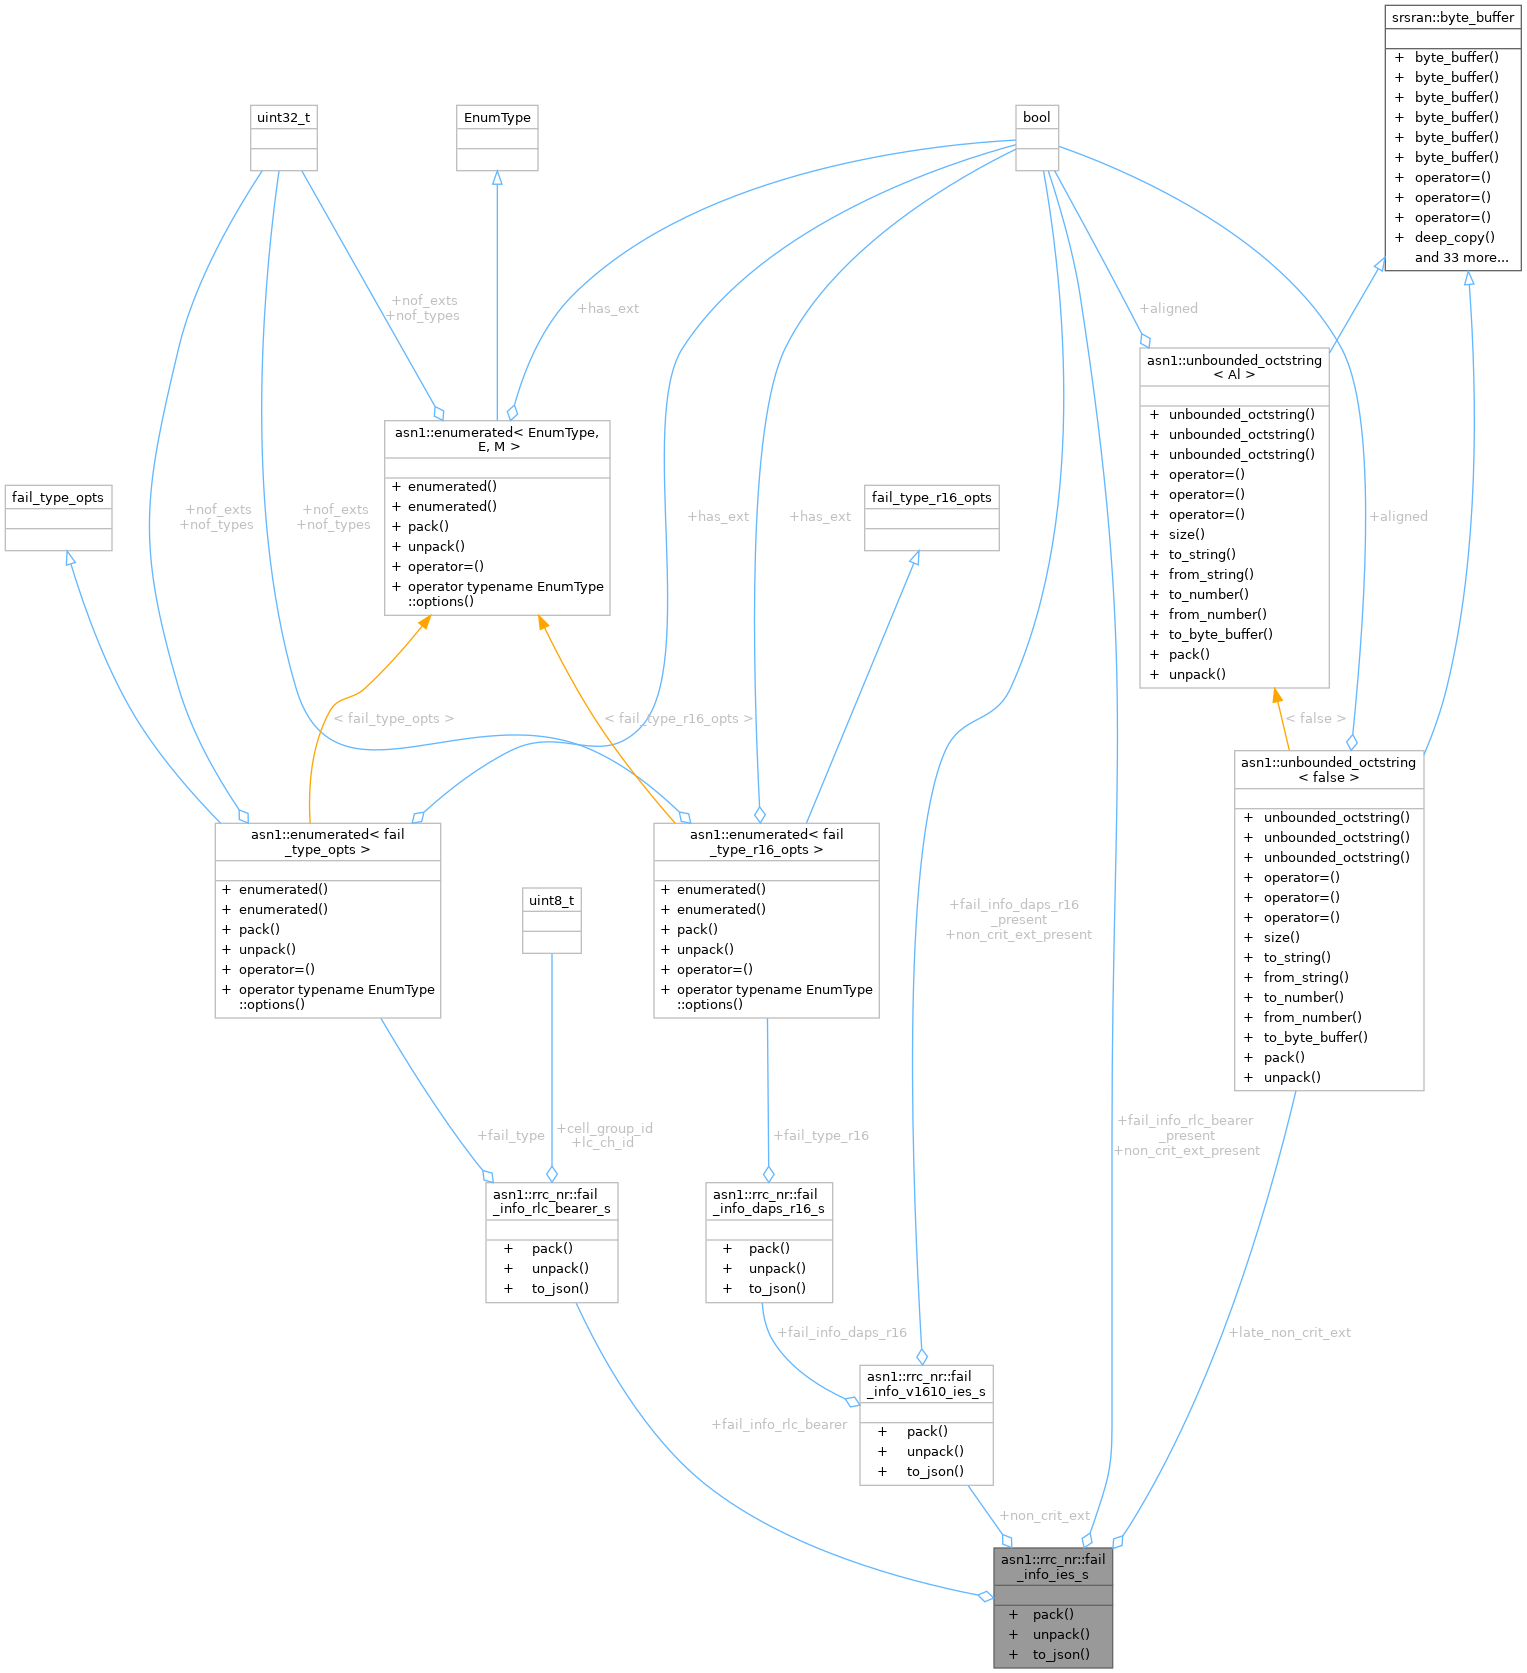 srsran::byte_buffer
+ byte_buffer()
+ byte_buffer()
+ byte_buffer()
+ byte_buffer()
+ byte_buffer()
+ byte_buffer()
+ operator=()
+ operator=()
+ operator=()
+ deep_copy()
and 33 more...
uint32_t
EnumType
bool
+nof_exts
+nof_types
+has_ext
+aligned
asn1::unbounded_octstring
< Al >
+ unbounded_octstring()
+ unbounded_octstring()
+ unbounded_octstring()
+ operator=()
+ operator=()
+ operator=()
+ size()
+ to_string()
+ from_string()
+ to_number()
+ from_number()
+ to_byte_buffer()
+ pack()
+ unpack()
asn1::enumerated< EnumType,
E, M >
+ enumerated()
+ enumerated()
+ pack()
+ unpack()
+ operator=()
+ operator typename EnumType
::options()
fail_type_opts
fail_type_r16_opts
+nof_exts
+nof_types
+nof_exts
+nof_types
+has_ext
+has_ext
+aligned
< fail_type_opts >
< fail_type_r16_opts >
< false >
asn1::unbounded_octstring
< false >
+ unbounded_octstring()
+ unbounded_octstring()
+ unbounded_octstring()
+ operator=()
+ operator=()
+ operator=()
+ size()
+ to_string()
+ from_string()
+ to_number()
+ from_number()
+ to_byte_buffer()
+ pack()
+ unpack()
asn1::enumerated< fail
_type_opts >
+ enumerated()
+ enumerated()
+ pack()
+ unpack()
+ operator=()
+ operator typename EnumType
::options()
uint8_t
asn1::enumerated< fail
_type_r16_opts >
+ enumerated()
+ enumerated()
+ pack()
+ unpack()
+ operator=()
+ operator typename EnumType
::options()
+fail_info_daps_r16
_present
+non_crit_ext_present
+fail_type
+cell_group_id
+lc_ch_id
+fail_type_r16
+fail_info_rlc_bearer
_present
+non_crit_ext_present
asn1::rrc_nr::fail
_info_rlc_bearer_s
+ pack()
+ unpack()
+ to_json()
asn1::rrc_nr::fail
_info_daps_r16_s
+ pack()
+ unpack()
+ to_json()
+fail_info_daps_r16
+late_non_crit_ext
asn1::rrc_nr::fail
_info_v1610_ies_s
+ pack()
+ unpack()
+ to_json()
+fail_info_rlc_bearer
+non_crit_ext
asn1::rrc_nr::fail
_info_ies_s
+ pack()
+ unpack()
+ to_json()